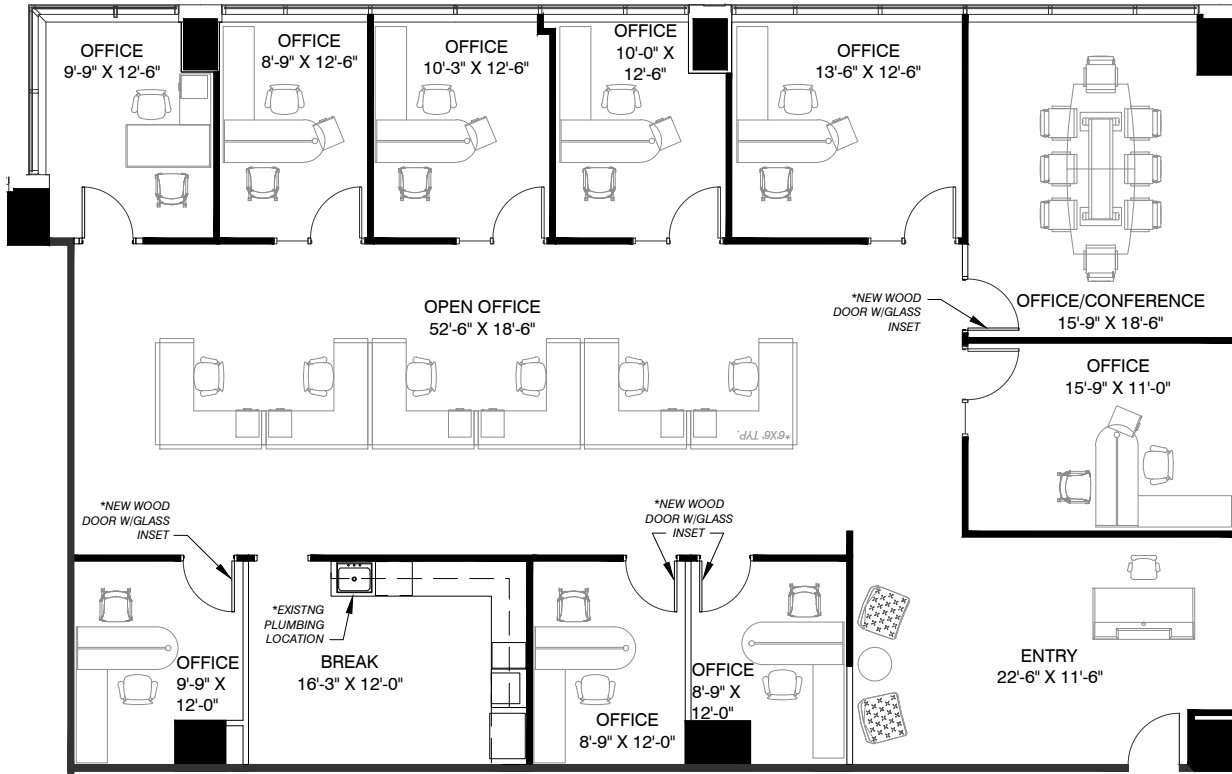 OFFICE
9'-9" X 12'-6"
OFFICE
8'-9" X 12'-6"
OFFICE
10'-3" X 12'-6"
OFFICE
10'-0" X
12'-6"
OFFICE
13'-6" X 12'-6"
OPEN OFFICE
52'-6" X 18'-6"
*NEW WOOD
DOOR W/GLASS
INSET
OFFICE/CONFERENCE
15'-9" X 18'-6"
OFFICE
15'-9" X 11'-0"
*6'X6' TYP.
*NEW WOOD
DOOR W/GLASS
INSET
*NEW WOOD
DOOR W/GLASS
INSET
*EXISTNG
PLUMBING
LOCATION
OFFICE
9'-9" X
12'-0"
BREAK
16'-3" X 12'-0"
OFFICE
8'-9" X 12'-0"
OFFICE
8'-9" X
12'-0"
ENTRY
22'-6" X 11'-6"